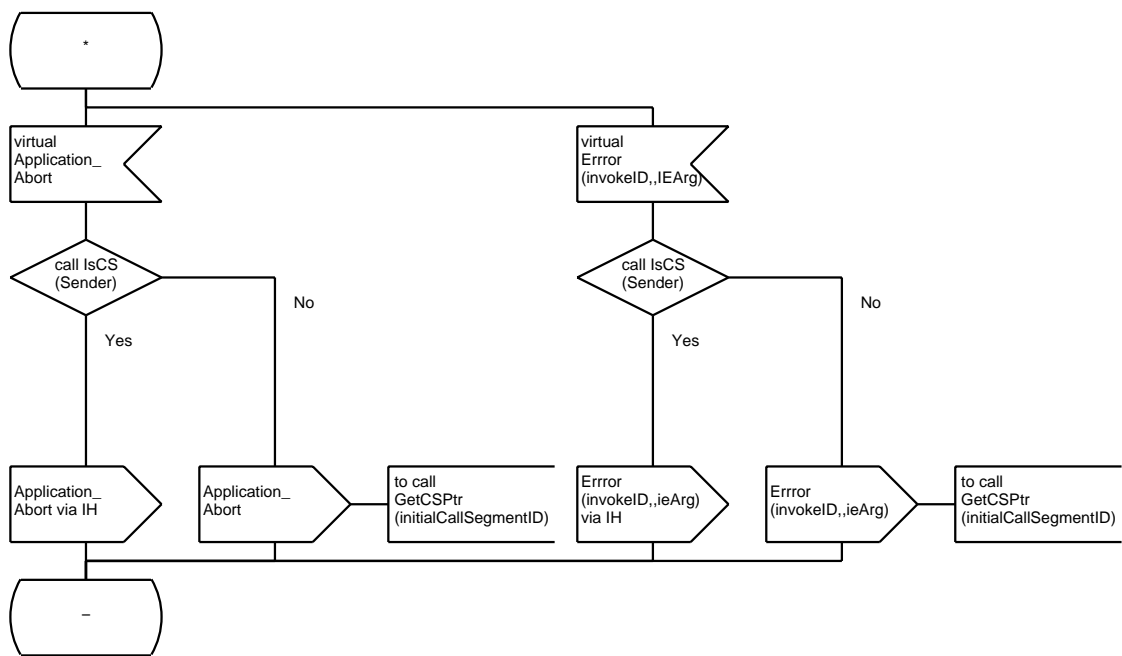 *
virtual
Application_
Abort
virtual
Errror
(invokeID,,IEArg)
call IsCS
(Sender)
call IsCS
(Sender)
No
No
Yes
Yes
Application_
Abort via IH
Application_
Abort
to call
GetCSPtr
(initialCallSegmentID)
Errror
(invokeID,,ieArg)
via IH
Errror
(invokeID,,ieArg)
to call
GetCSPtr
(initialCallSegmentID)
–